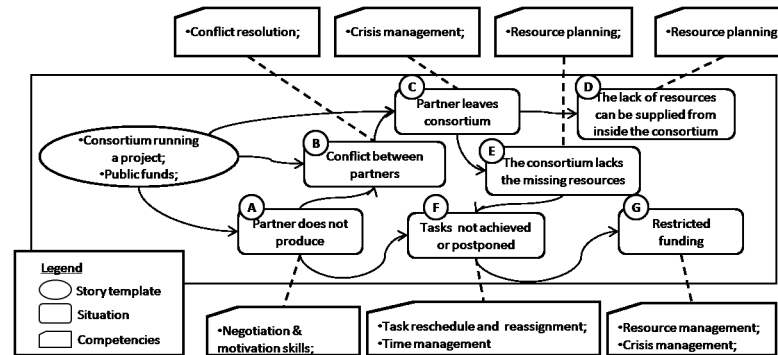 •Conflict resolution;
•Crisis management;
•Resource planning;
•Resource planning
C
Partner leaves
consortium
D
The lack of resources
can be supplied from
inside the consortium
•Consortium running
a project;
•Public funds;
B
Conflict between
partners
E
The consortium lacks
the missing resources
A
Partner does not
produce
F
Tasks not achieved
or postponed
G
Restricted
funding
Legend
Story template
Situation
Competencies
•Negotiation &
motivation skills;
•Task reschedule and reassignment;
•Time management
•Resource management;
•Crisis management;